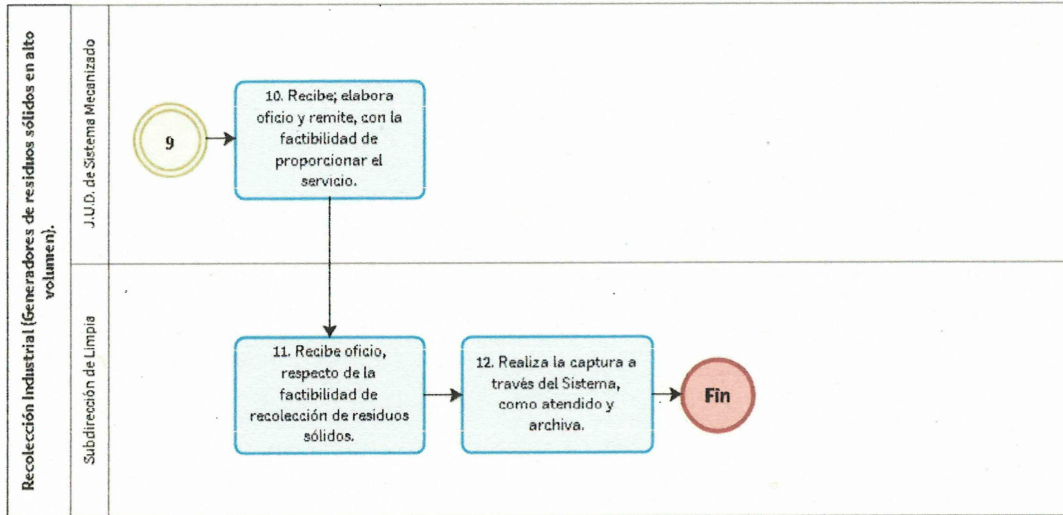 Recolección Industrial (Generadores de residuos sólidos en alto
volumen).
J.U.D. de Sistema Mecanizado
9
10. Recibe; elabora
oficio y remite, con la
factibilidad de
proporcionar el
servicio.
Subdirección de Limpia
11. Recibe oficio,
respecto de la
factibilidad de
recolección de residuos
sólidos.
12. Realiza la captura a
través del Sistema,
como atendido y
archiva.
Fin